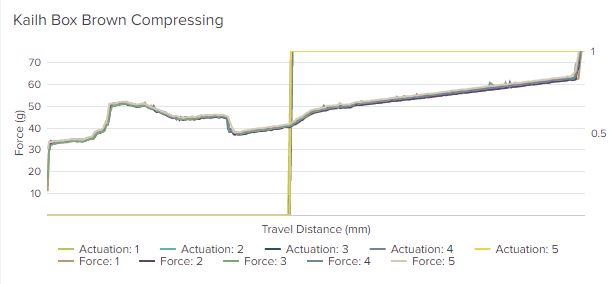 Kailh Box Brown Compressing
70
60
50
40
30
20
10
Force (g)
1
0.5
Travel Distance (mm)
Actuation: 1 Actuation: 2 Actuation: 3 Actuation: 4 Actuation: 5
Force: 1 Force: 2 Force: 3 Force: 4 Force: 5